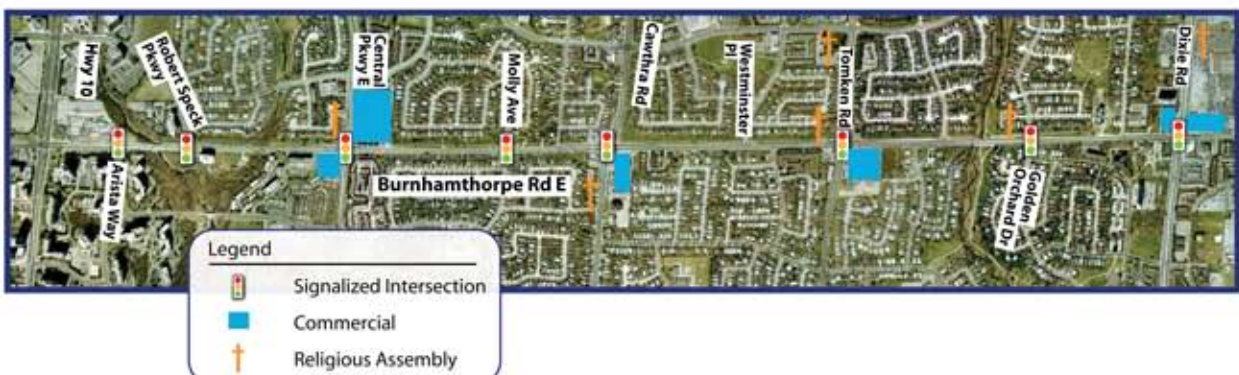 Hwy 10
Robert Speck
Pkwy
Central
Pkwy E
Molly Ave
Cawthra Rd
Westminster
Pl
Tomken Rd
Dixie Rd
Arista Way
Burnhamthorpe Rd E
Golden
Orchard Dr
Legend
Signalized Intersection
Commercial
Religious Assembly